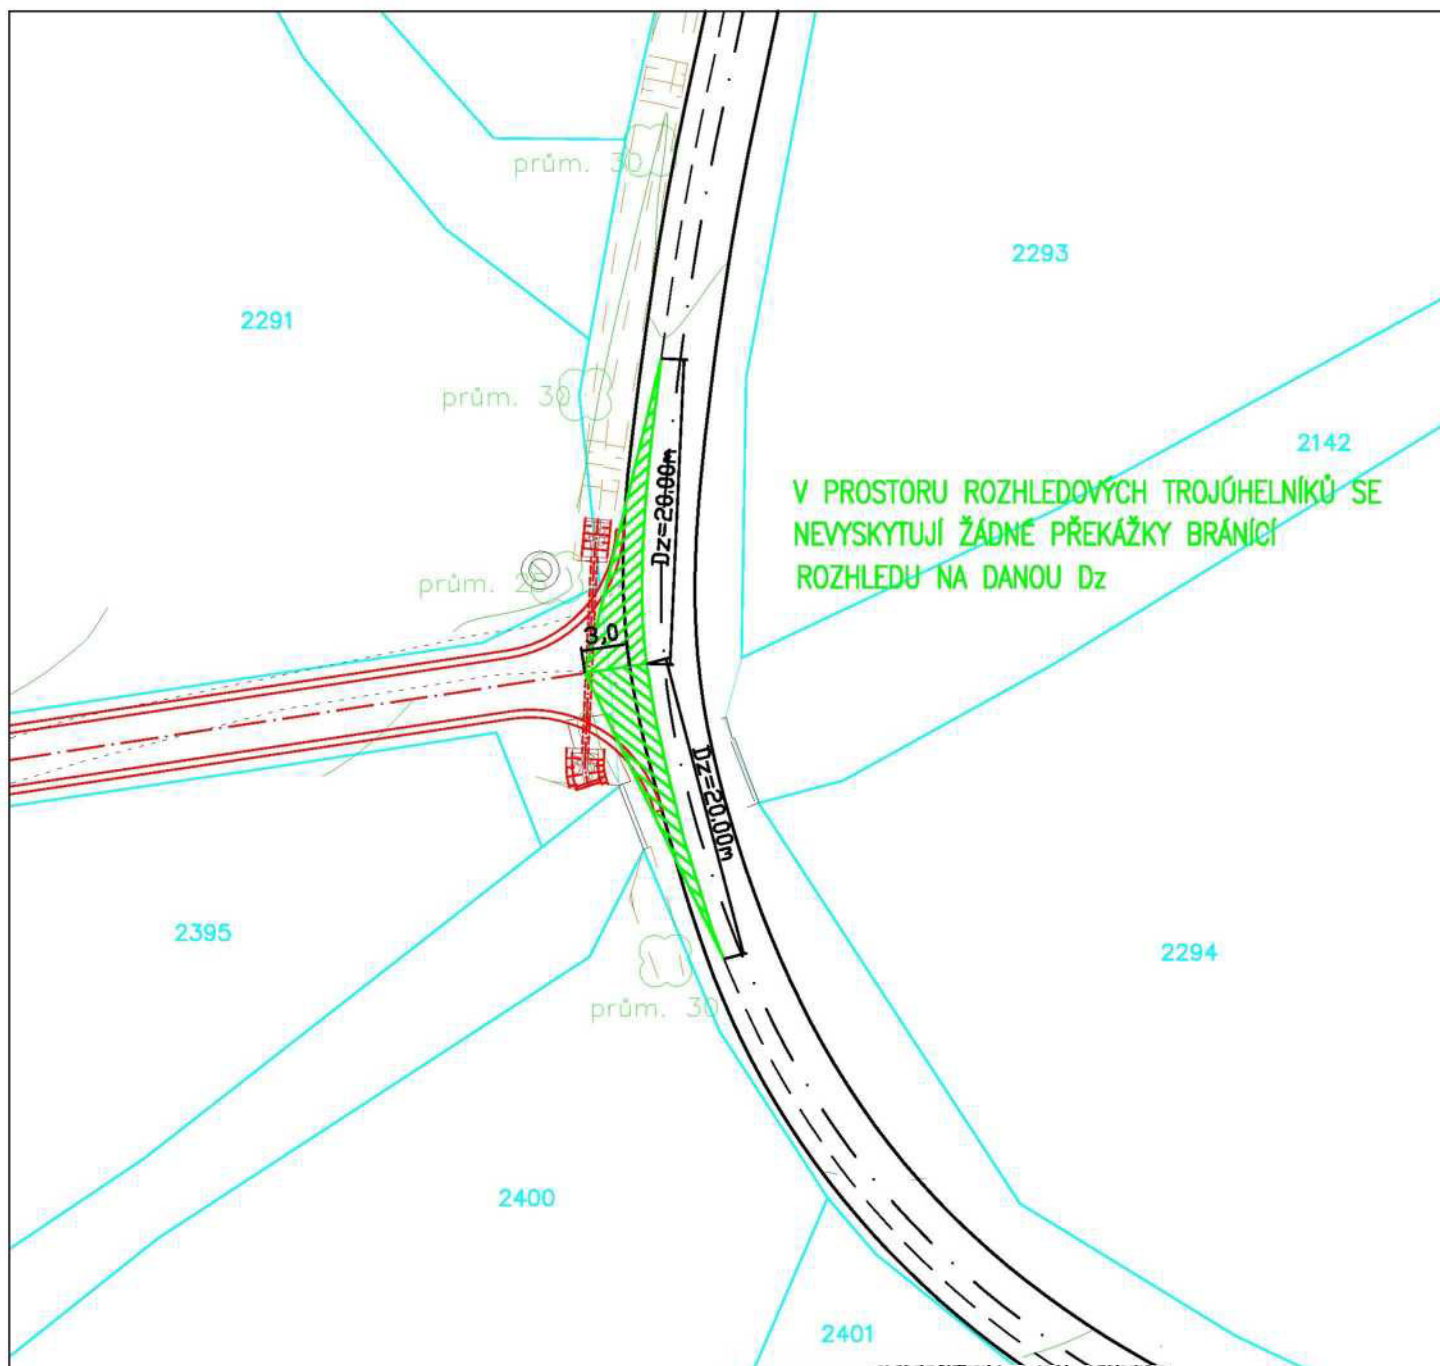 prům. 30
2293
2291
prům. 30
2142
Dz=20.00m
V PROSTORU ROZHLEDOVÝCH TROJÚHELNÍKŮ SE
NEVYSKYTUJÍ ŽÁDNÉ PŘEKÁŽKY BRÁNÍCÍ
ROZHLEDU NA DANOU Dz
prům.
3,0
Dz=20.00m
2395
2294
prům. 30
2400
2401